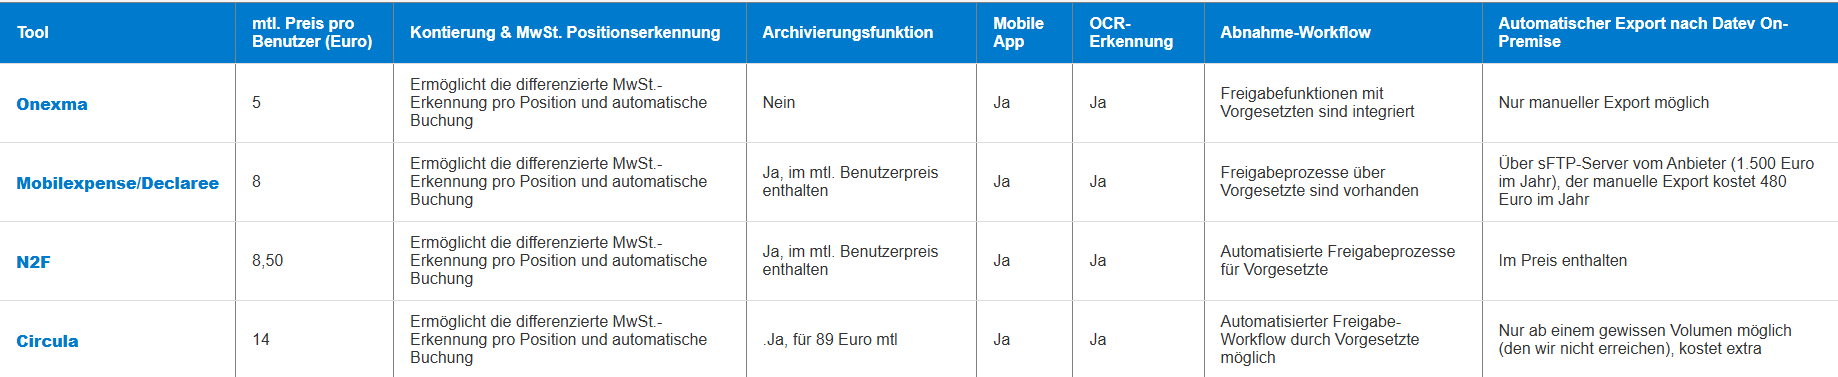 Tool
mtl. Preis pro
Benutzer (Euro)
Kontierung & MwSt. Positionserkennung
Archivierungsfunktion
Mobile
App
OCR-
Erkennung
Abnahme-Workflow
Automatischer Export nach Datev On-
Premise
Onexma
5
Ermöglicht die differenzierte MwSt.-
Erkennung pro Position und automatische
Buchung
Nein
Ja
Ja
Freigabefunktionen mit
Vorgesetzten sind integriert
Nur manueller Export möglich
Mobilexpense/Declaree
8
Ermöglicht die differenzierte MwSt.-
Erkennung pro Position und automatische
Buchung
Ja, im mtl. Benutzerpreis
enthalten
Ja
Ja
Freigabeprozesse über
Vorgesetzte sind vorhanden
Über sFTP-Server vom Anbieter (1.500 Euro
im Jahr), der manuelle Export kostet 480
Euro im Jahr
N2F
8,50
Ermöglicht die differenzierte MwSt.-
Erkennung pro Position und automatische
Buchung
Ja, im mtl. Benutzerpreis
enthalten
Ja
Ja
Automatisierte Freigabeprozesse
für Vorgesetzte
Im Preis enthalten
Circula
14
Ermöglicht die differenzierte MwSt.-
Erkennung pro Position und automatische
Buchung
.Ja, für 89 Euro mtl
Ja
Ja
Automatisierter Freigabe-
Workflow durch Vorgesetzte
möglich
Nur ab einem gewissen Volumen möglich
(den wir nicht erreichen), kostet extra